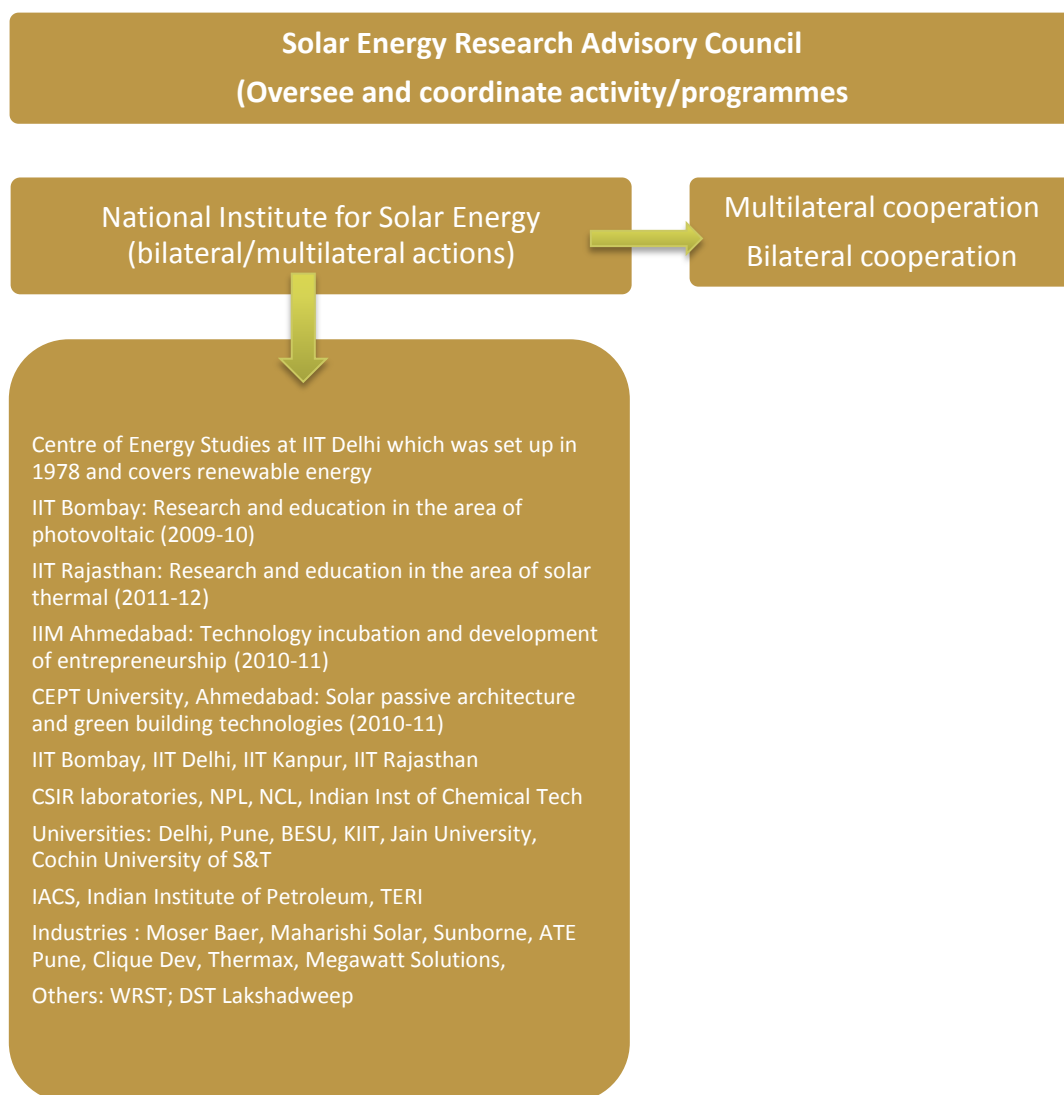 Solar Energy Research Advisory Council
(Oversee and coordinate activity/programmes
National Institute for Solar Energy
(bilateral/multilateral actions)
Multilateral cooperation
Bilateral cooperation
Centre of Energy Studies at IIT Delhi which was set up in
1978 and covers renewable energy
IIT Bombay: Research and education in the area of
photovoltaic (2009-10)
IIT Rajasthan: Research and education in the area of solar
thermal (2011-12)
IIM Ahmedabad: Technology incubation and development
of entrepreneurship (2010-11)
CEPT University, Ahmedabad: Solar passive architecture
and green building technologies (2010-11)
IIT Bombay, IIT Delhi, IIT Kanpur, IIT Rajasthan
CSIR laboratories, NPL, NCL, Indian Inst of Chemical Tech
Universities: Delhi, Pune, BESU, KIIT, Jain University,
Cochin University of S&T
IACS, Indian Institute of Petroleum, TERI
Industries : Moser Baer, Maharishi Solar, Sunborne, ATE
Pune, Clique Dev, Thermax, Megawatt Solutions,
Others: WRST; DST Lakshadweep